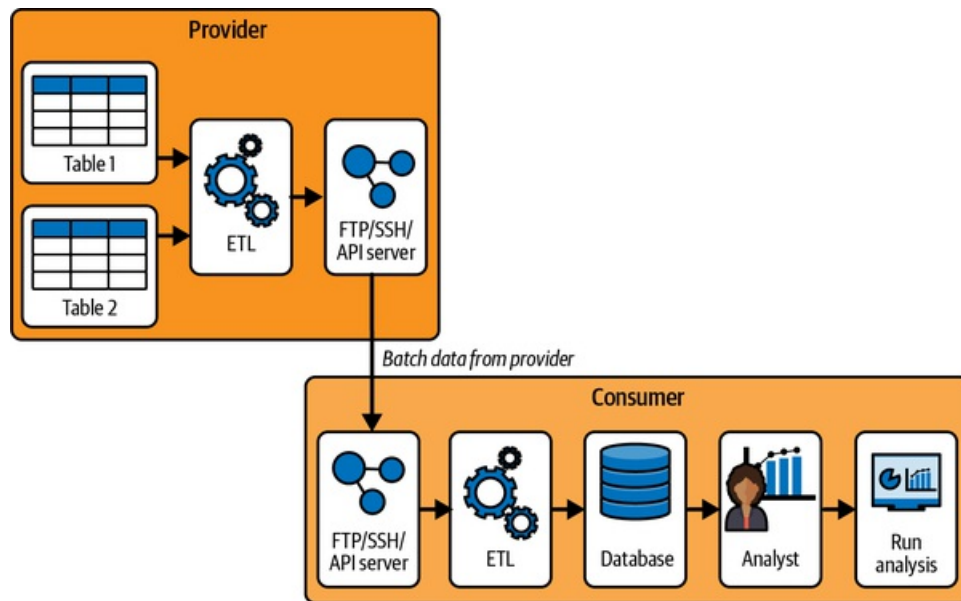 Provider
Table 1
Table 2
ETL
FTP/SSH/
API server
Batch data from provider
Consumer
FTP/SSH/
API server
ETL
Database
Analyst
Run
analysis